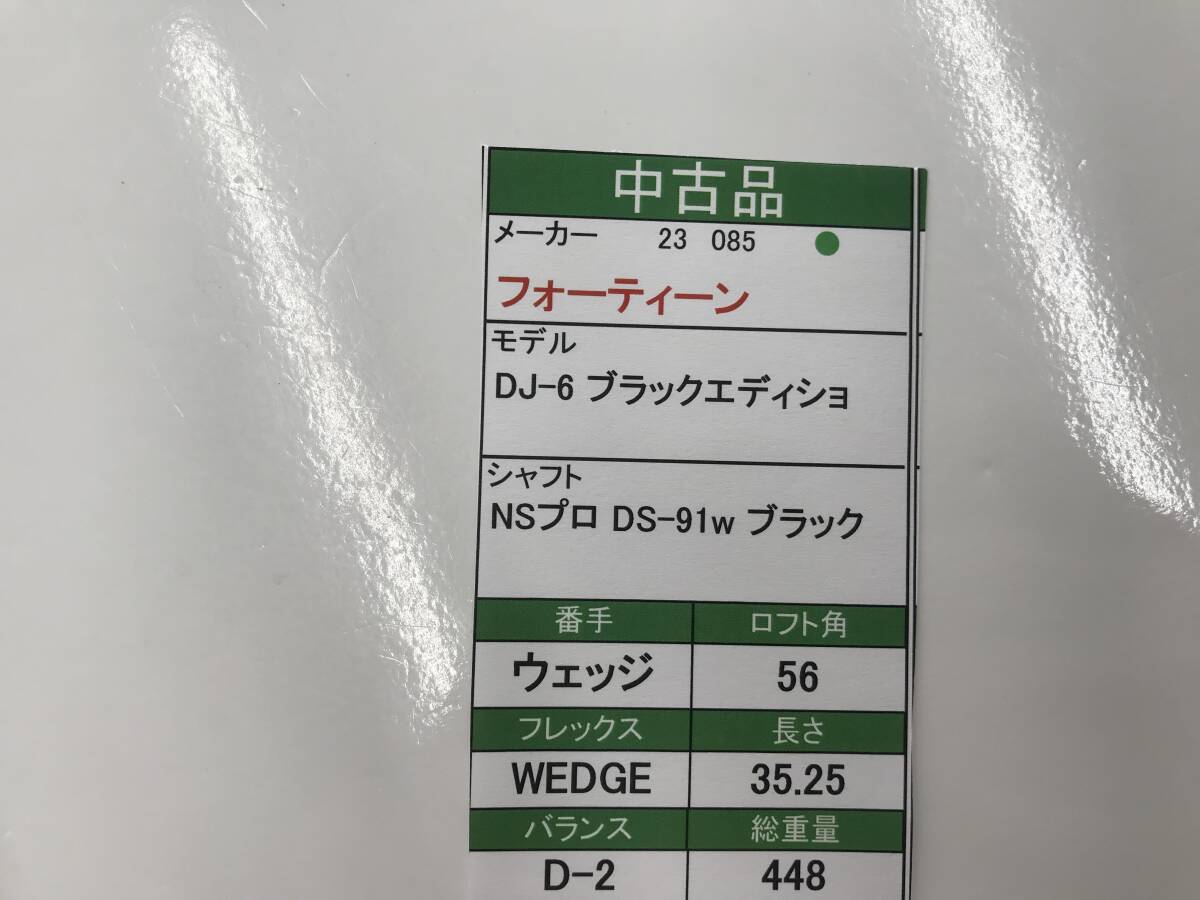 中古品
メーカー 23 085
フォーティーン
モデル
DJ-6 ブラックエディショ
シャフト
NSプロ DS-91w ブラック
番手 ロフト角
ウェッジ 56
フレックス 長さ
WEDGE 35.25
バランス 総重量
D-2 448